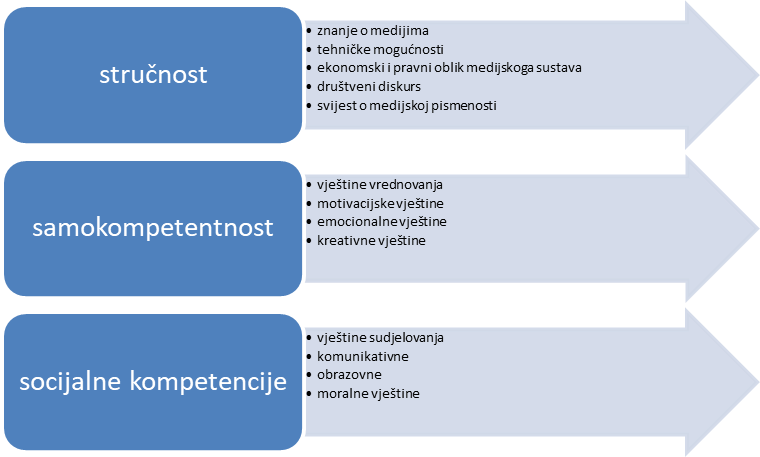 stručnost
• znanje o medijima
• tehničke mogućnosti
• ekonomski i pravni oblik medijskoga sustava
• društveni diskurs
• svijest o medijskoj pismenosti
samokompetentnost
• vještine vrednovanja
• motivacijske vještine
• emocionalne vještine
• kreativne vještine
socijalne kompetencije
• vještine sudjelovanja
• komunikativne
• obrazovne
• moralne vještine